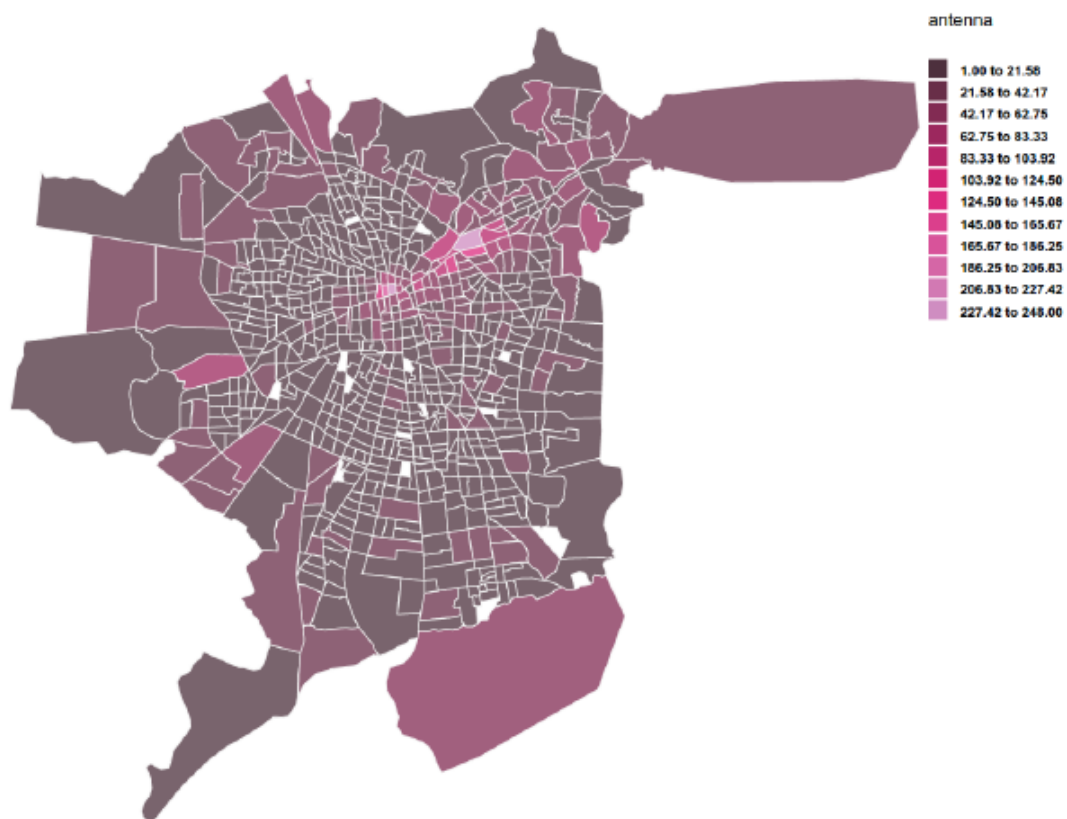 antenna
1.00 to 21.58
21.58 to 42.17
42.17 to 62.75
62.75 to 83.33
83.33 to 103.92
103.92 to 124.50
124.50 to 145.08
145.08 to 165.67
165.67 to 186.25
186.25 to 206.83
206.83 to 227.42
227.42 to 248.00